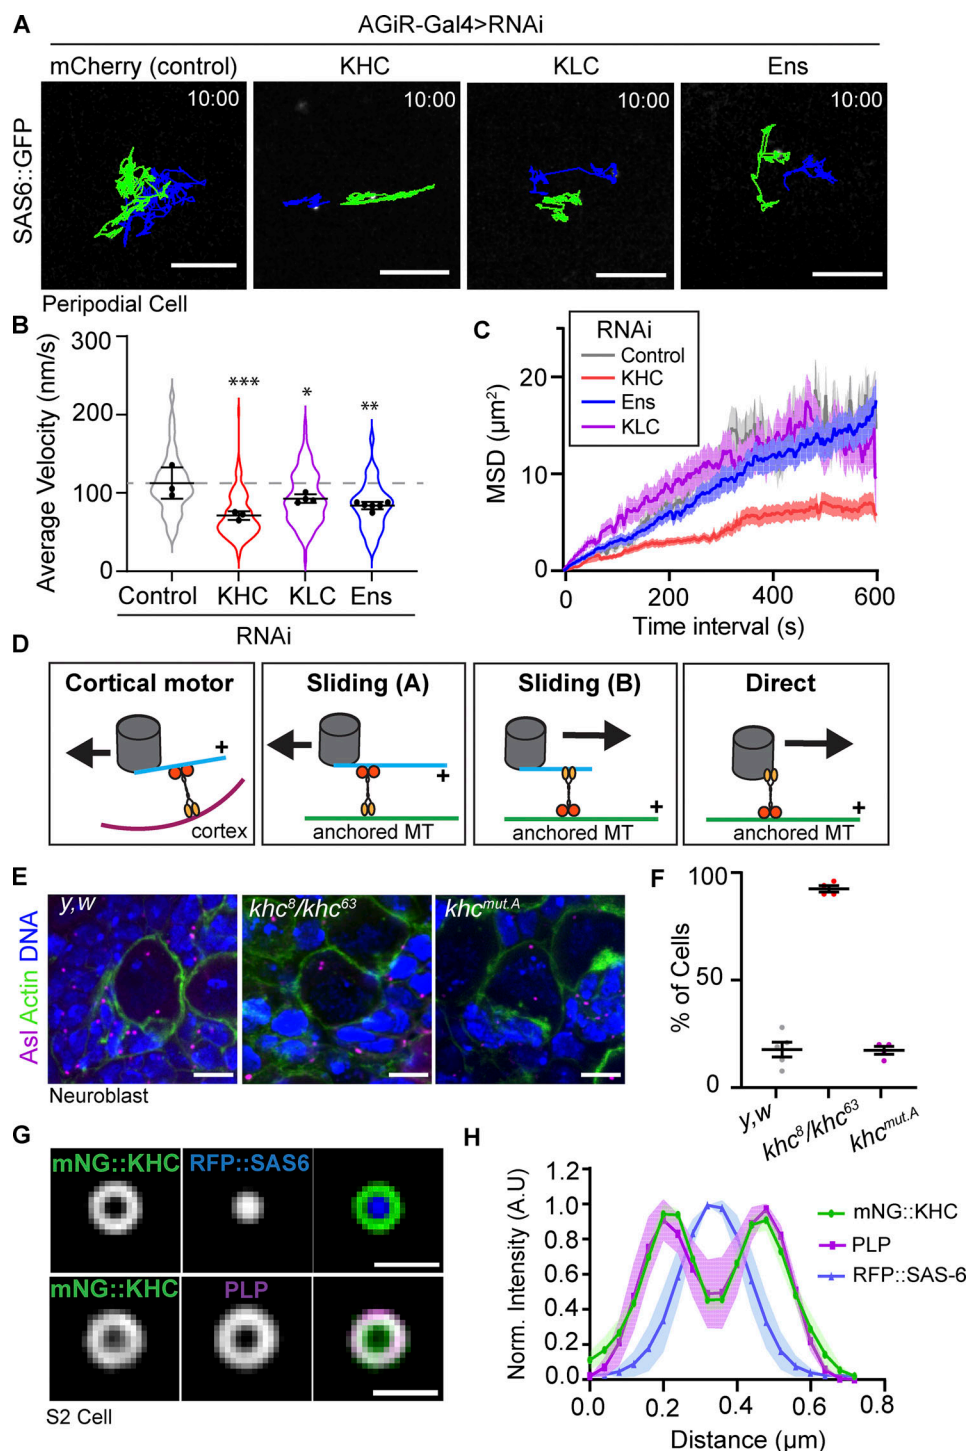 A
AGiR-Gal4>RNAi
mCherry (control) KHC KLC Ens
SAS6::GFP
10:00 10:00 10:00 10:00
Peripodial Cell
B
Average Velocity (nm/s)
300
200
100
0
*** * **
Control KHC KLC Ens
RNAi
C
MSD (μm²)
20
10
0
RNAi
Control
KHC
Ens
KLC
0 200 400 600
Time interval (s)
D
Cortical motor Sliding (A) Sliding (B) Direct
+ + + +
cortex anchored MT anchored MT anchored MT
E
Asl Actin DNA
y,w khc⁸/khc⁶³ khcᵐᵘᵗ·ᴬ
Neuroblast
F
% of Cells
100
50
0
y,w khc⁸/khc⁶³ khcᵐᵘᵗ·ᴬ
G
mNG::KHC RFP::SAS6
mNG::KHC PLP
S2 Cell
H
Norm. Intensity (A.U)
1.2
1.0
0.8
0.6
0.4
0.2
0.0
mNG::KHC
PLP
RFP::SAS-6
0.0 0.2 0.4 0.6 0.8
Distance (μm)